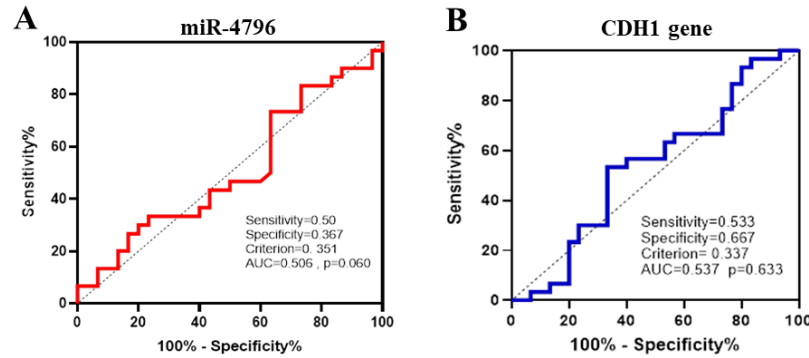 A
miR-4796
Sensitivity%
100
80
60
40
20
0
Sensitivity=0.50
Specificity=0.367
Criterion= 0. 351
AUC=0.506 , p=0.060
0 20 40 60 80 100
100% - Specificity%
B
CDH1 gene
Sensitivity%
100
80
60
40
20
0
Sensitivity=0.533
Specificity=0.667
Criterion= 0.337
AUC=0.537 p=0.633
0 20 40 60 80 100
100% - Specificity%